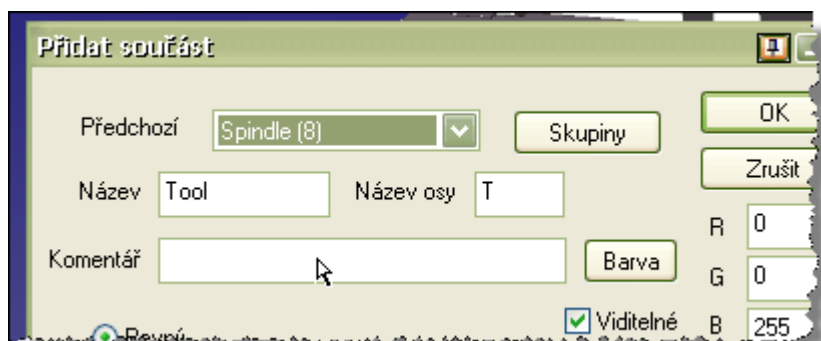 Přidat součást
Předchozí Spindle (8) Skupiny OK
Zrušit
Název Tool Název osy T
R 0
Komentář Barva
G 0
Viditelné B 255